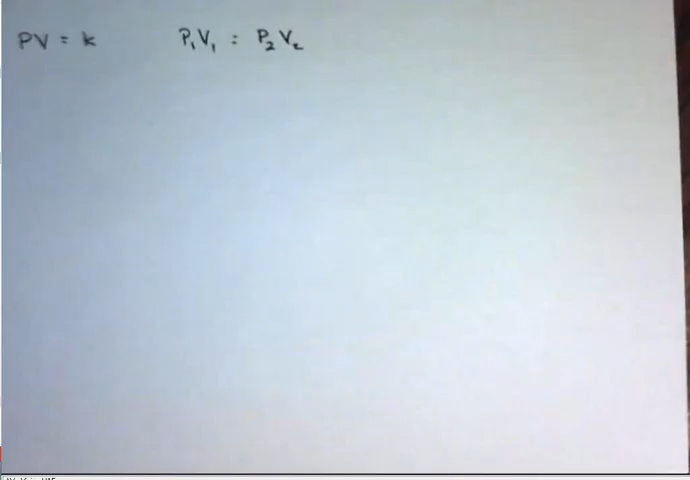 PV = k P₁V₁ = P₂V₂